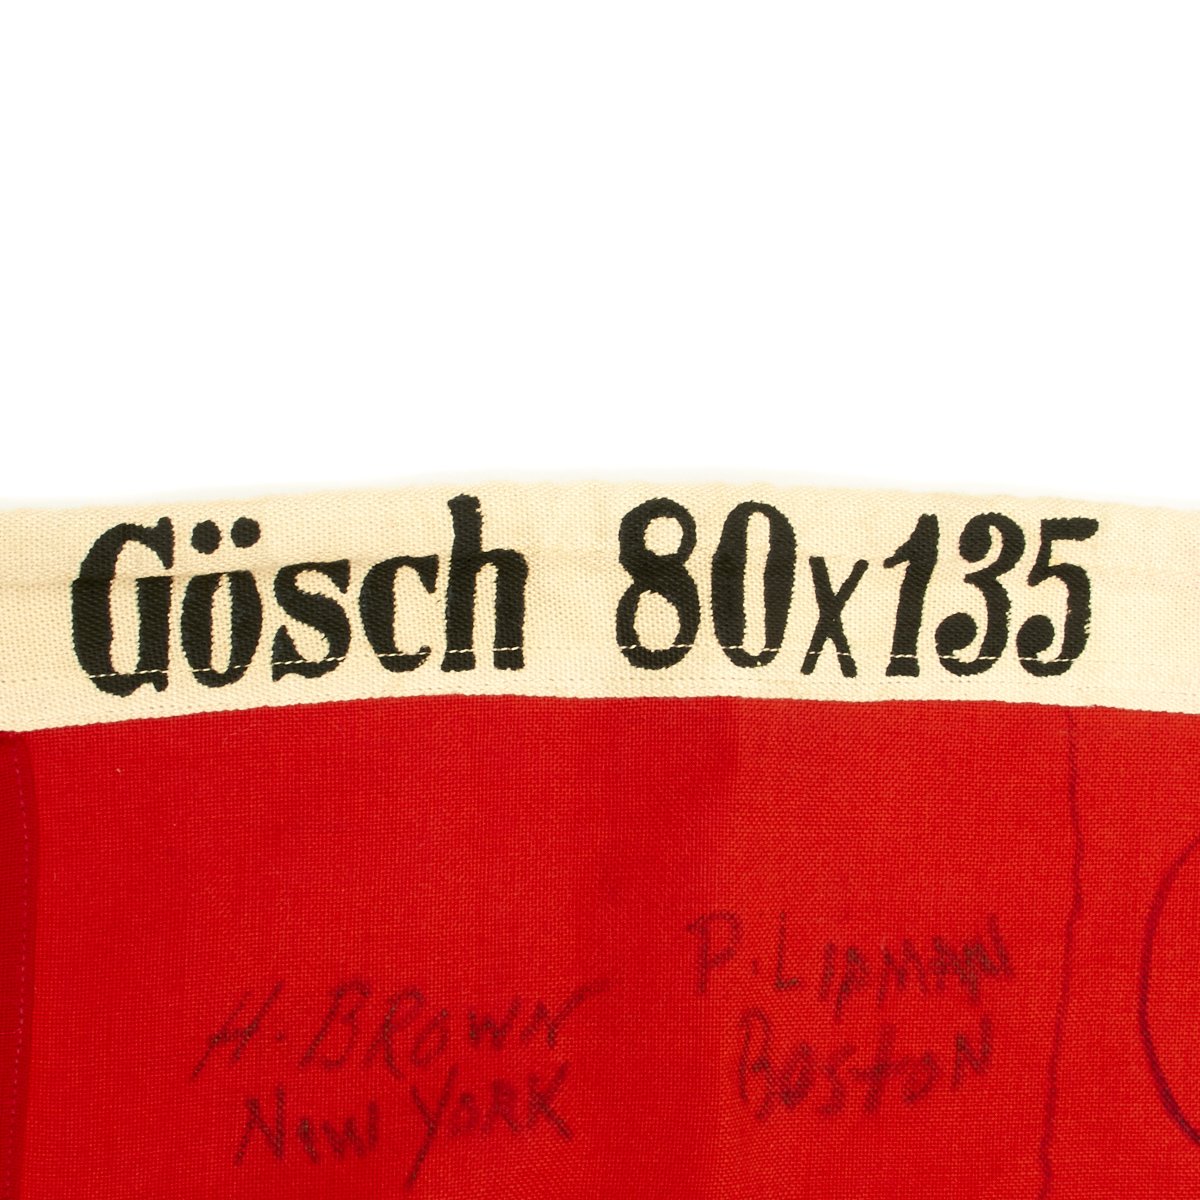 Gösch 80x135
H. BROWN
NEW YORK
P. LIPMAN
BOSTON